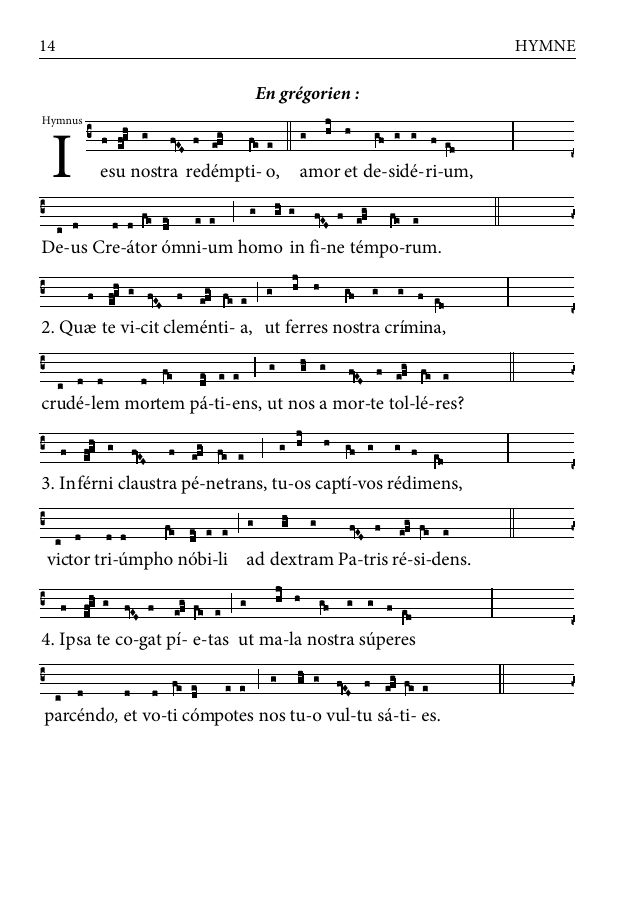 14 HYMNE
En grégorien :
Hymnus
Iesu nostra redémpti- o, amor et de-sidé-ri-um,
De-us Cre-átor ómni-um homo in fi-ne témpo-rum.
2. Quæ te vi-cit cleménti- a, ut ferres nostra crímina,
crudé-lem mortem pá-ti-ens, ut nos a mor-te tol-lé-res?
3. Inférni claustra pé-netrans, tu-os captí-vos rédimens,
victor tri-úmpho nóbi-li ad dextram Pa-tris ré-si-dens.
4. Ipsa te co-gat pí- e-tas ut ma-la nostra súperes
parcéndo, et vo-ti cómpotes nos tu-o vul-tu sá-ti- es.